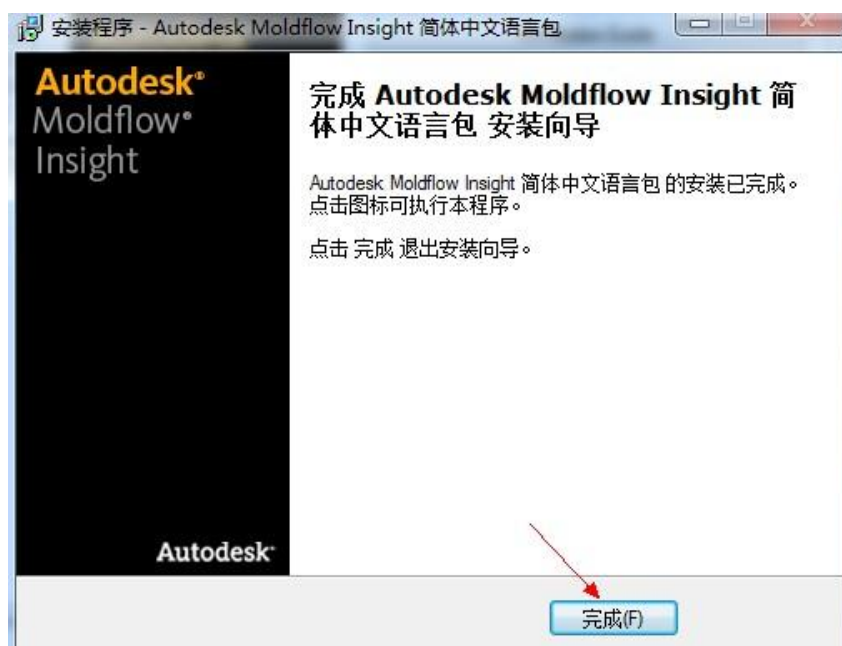 安装程序 - Autodesk Moldflow Insight 简体中文语言包
Autodesk®
Moldflow®
Insight
完成 Autodesk Moldflow Insight 简
体中文语言包 安装向导
Autodesk Moldflow Insight 简体中文语言包 的安装已完成。
点击图标可执行本程序。
点击 完成 退出安装向导。
Autodesk®
完成(F)